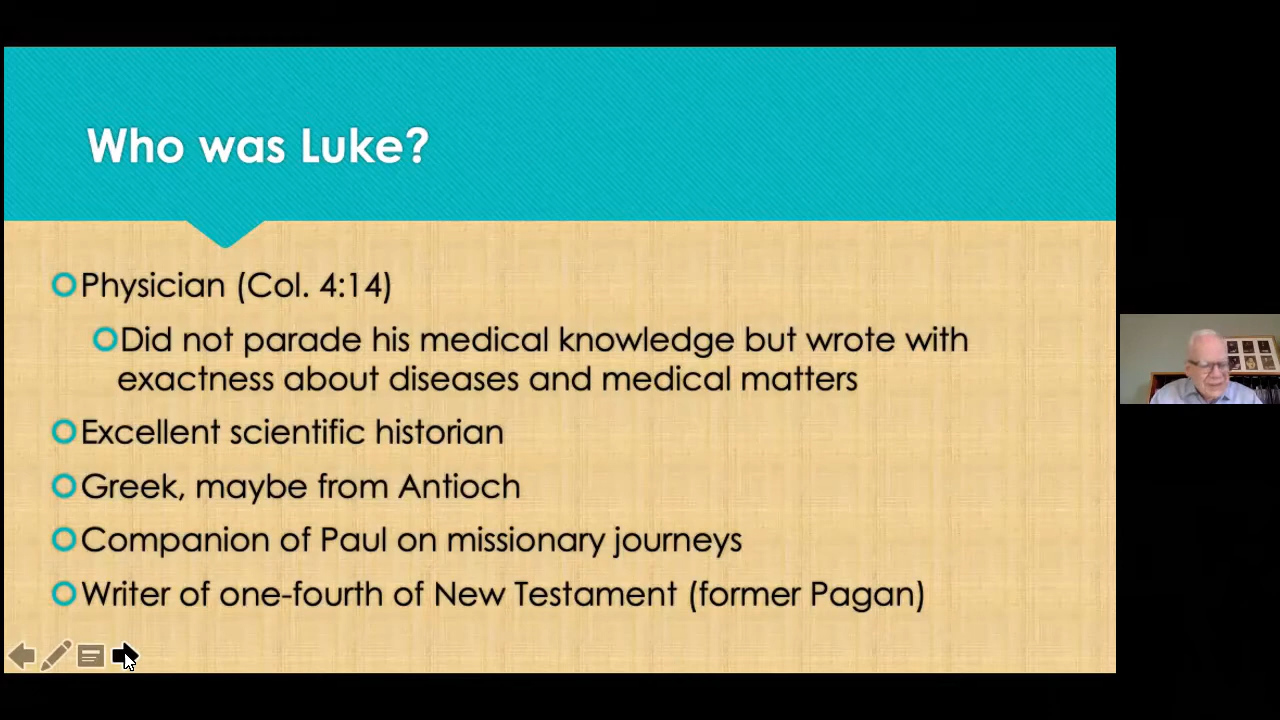 Who was Luke?
Physician (Col. 4:14)
Did not parade his medical knowledge but wrote with
exactness about diseases and medical matters
Excellent scientific historian
Greek, maybe from Antioch
Companion of Paul on missionary journeys
Writer of one-fourth of New Testament (former Pagan)